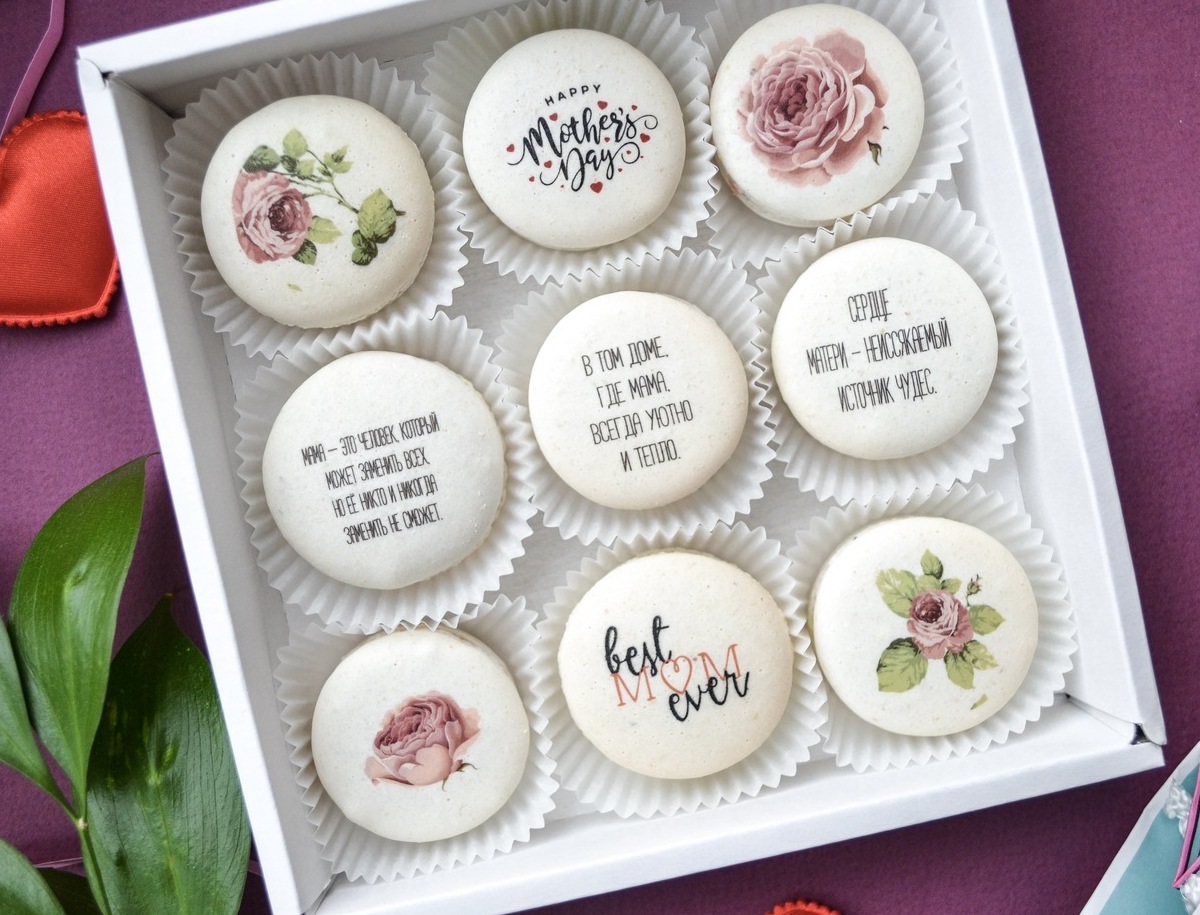 HAPPY
Mother's
Day
МАМА – ЭТО ЧЕЛОВЕК, КОТОРЫЙ
МОЖЕТ ЗАМЕНИТЬ ВСЕХ
НО ЕЕ НИКТО И НИКОГДА
ЗАМЕНИТЬ НЕ СМОЖЕТ.
В ТОМ ДОМЕ,
ГДЕ МАМА,
ВСЕГДА УЮТНО
И ТЕПЛО.
СЕРДЦЕ
МАТЕРИ – НЕИССЯКАЕМЫЙ
ИСТОЧНИК ЧУДЕС.
best
MOM
ever